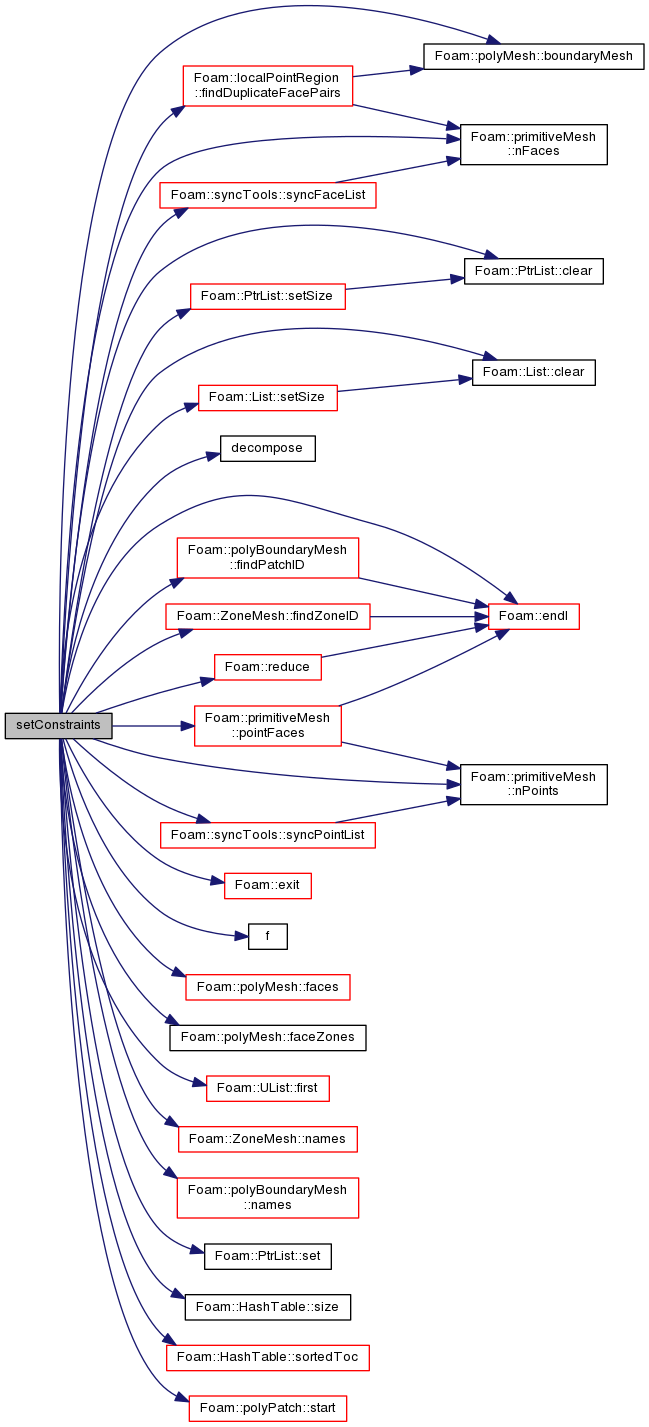 Foam::polyMesh::boundaryMesh
Foam::localPointRegion
::findDuplicateFacePairs
Foam::primitiveMesh
::nFaces
Foam::syncTools::syncFaceList
Foam::PtrList::clear
Foam::PtrList::setSize
Foam::List::clear
Foam::List::setSize
decompose
Foam::polyBoundaryMesh
::findPatchID
Foam::ZoneMesh::findZoneID
Foam::endl
Foam::reduce
setConstraints
Foam::primitiveMesh
::pointFaces
Foam::primitiveMesh
::nPoints
Foam::syncTools::syncPointList
Foam::exit
f
Foam::polyMesh::faces
Foam::polyMesh::faceZones
Foam::UList::first
Foam::ZoneMesh::names
Foam::polyBoundaryMesh
::names
Foam::PtrList::set
Foam::HashTable::size
Foam::HashTable::sortedToc
Foam::polyPatch::start